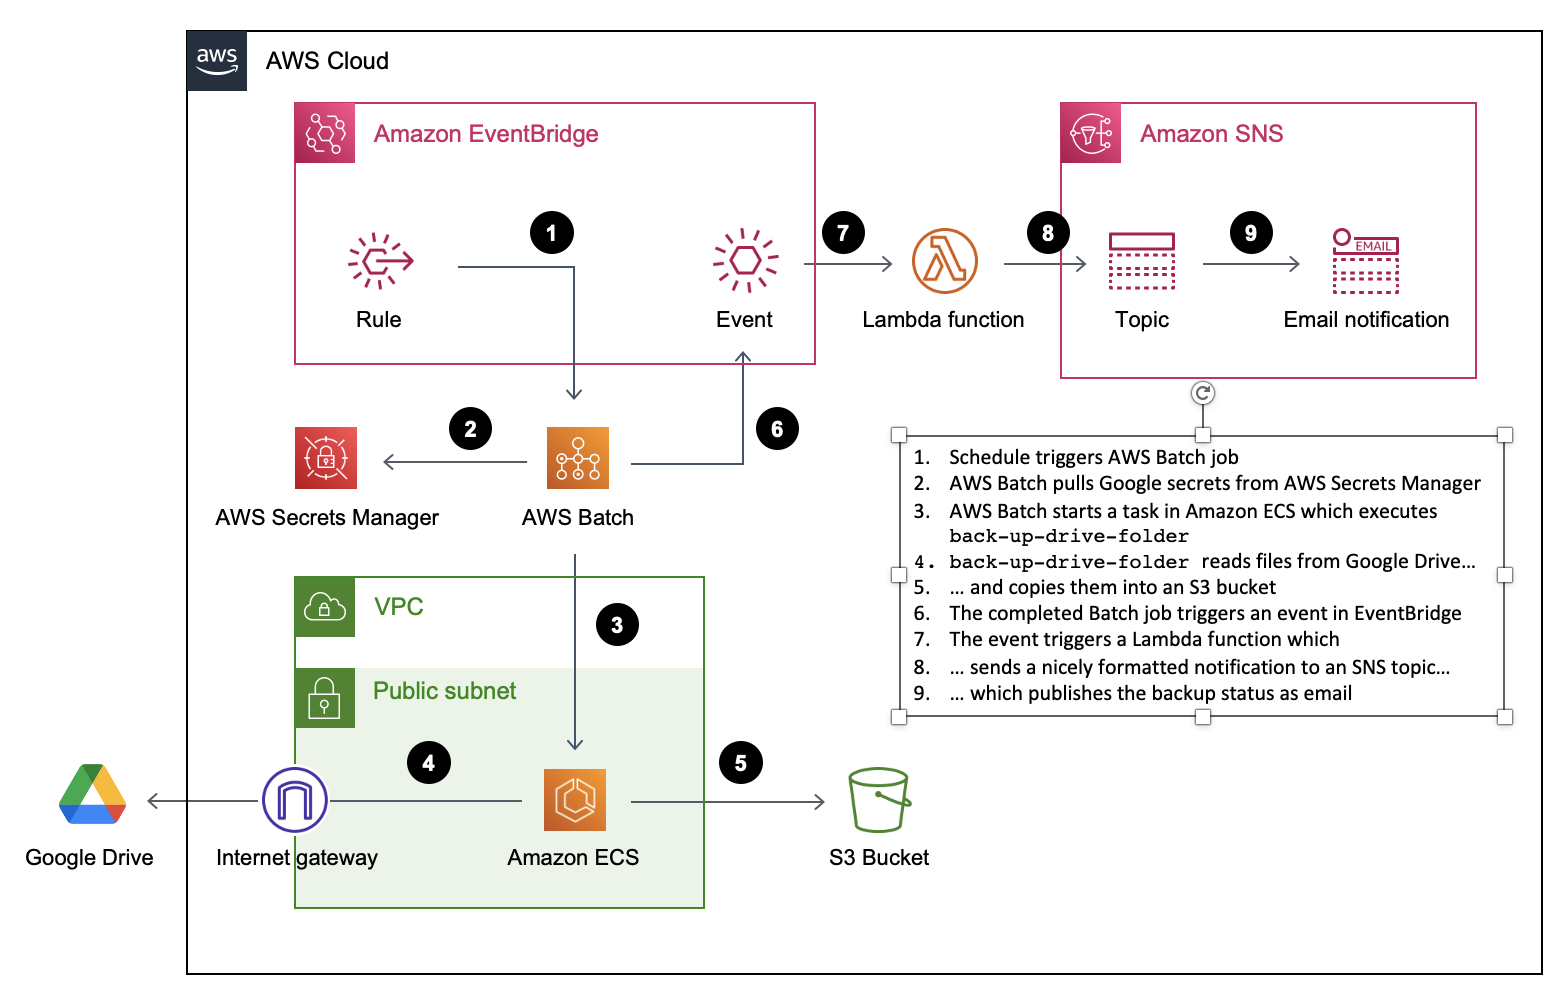 aws
AWS Cloud
Amazon EventBridge
Amazon SNS
1
7
8
9
EMAIL
Rule
Event
Lambda function
Topic
Email notification
2
6
AWS Secrets Manager
AWS Batch
1. Schedule triggers AWS Batch job
2. AWS Batch pulls Google secrets from AWS Secrets Manager
3. AWS Batch starts a task in Amazon ECS which executes
back-up-drive-folder
4. back-up-drive-folder reads files from Google Drive...
5. ... and copies them into an S3 bucket
6. The completed Batch job triggers an event in EventBridge
7. The event triggers a Lambda function which
8. ... sends a nicely formatted notification to an SNS topic...
9. ... which publishes the backup status as email
VPC
3
Public subnet
4
5
Google Drive
Internet gateway
Amazon ECS
S3 Bucket